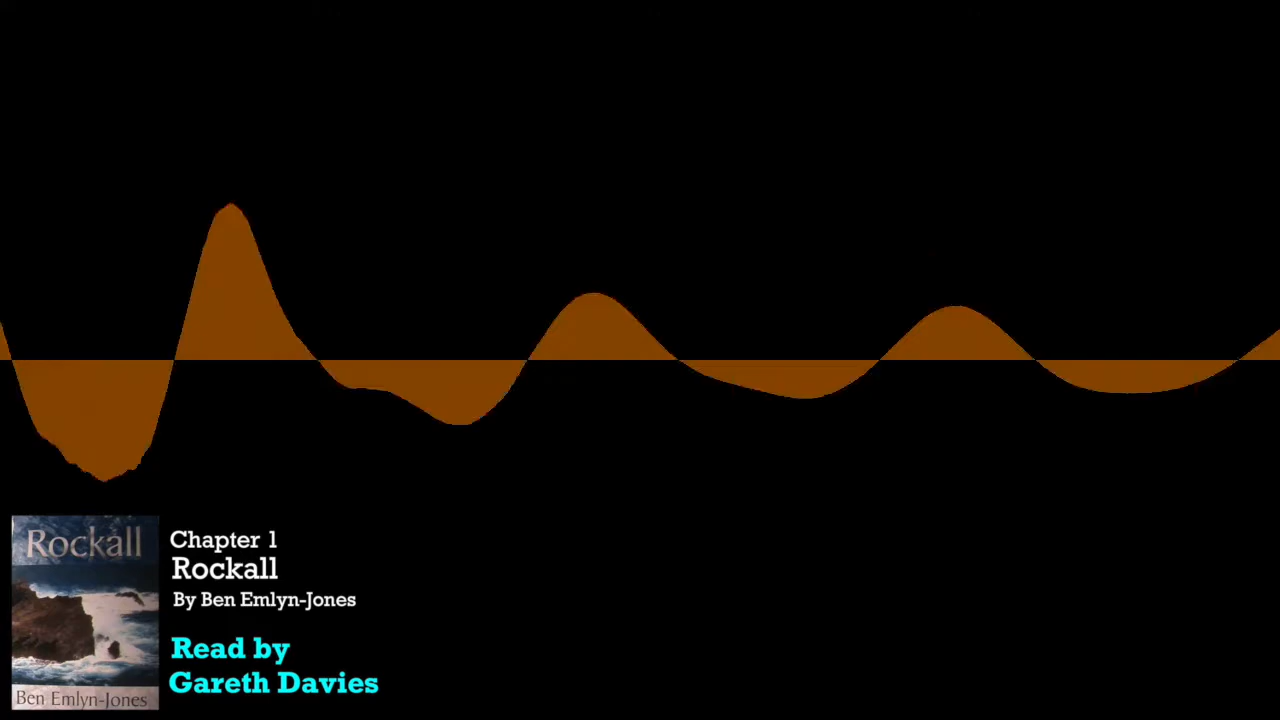 Rockall
Ben Emlyn-Jones
Chapter 1
Rockall
By Ben Emlyn-Jones
Read by
Gareth Davies